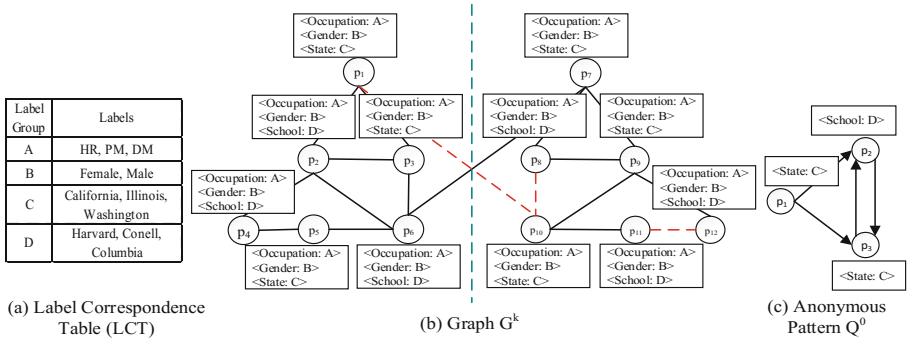 Label
Group
Labels
A
HR, PM, DM
B
Female, Male
C
California, Illinois,
Washington
D
Harvard, Conell,
Columbia
(a) Label Correspondence
Table (LCT)
<Occupation: A>
<Gender: B>
<State: C>
p1
<Occupation: A>
<Gender: B>
<School: D>
p2
<Occupation: A>
<Gender: B>
<State: C>
p3
<Occupation: A>
<Gender: B>
<School: D>
p4
p5
p6
<Occupation: A>
<Gender: B>
<State: C>
<Occupation: A>
<Gender: B>
<School: D>
<Occupation: A>
<Gender: B>
<State: C>
p7
<Occupation: A>
<Gender: B>
<School: D>
p8
<Occupation: A>
<Gender: B>
<State: C>
p9
<Occupation: A>
<Gender: B>
<School: D>
p10
p11
p12
<Occupation: A>
<Gender: B>
<State: C>
<Occupation: A>
<Gender: B>
<School: D>
(b) Graph G^k
<School: D>
p2
<State: C>
p1
p3
<State: C>
(c) Anonymous
Pattern Q^0